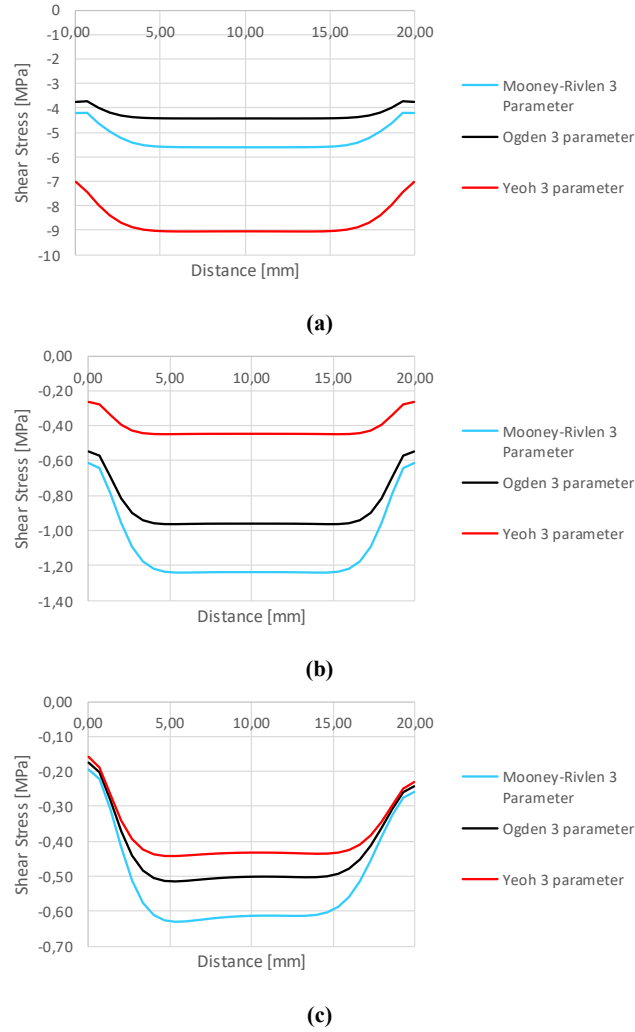 0
0,00 5,00 10,00 15,00 20,00
-1
-2
-3
-4
-5
-6
-7
-8
-9
-10
Shear Stress [MPa]
Distance [mm]
Mooney-Rivlen 3
Parameter
Ogden 3 parameter
Yeoh 3 parameter
(a)
0,00
0,00 5,00 10,00 15,00 20,00
-0,20
-0,40
-0,60
-0,80
-1,00
-1,20
-1,40
Shear Stress [MPa]
Distance [mm]
Mooney-Rivlen 3
Parameter
Ogden 3 parameter
Yeoh 3 parameter
(b)
0,00
0,00 5,00 10,00 15,00 20,00
-0,10
-0,20
-0,30
-0,40
-0,50
-0,60
-0,70
Shear Stress [MPa]
Distance [mm]
Mooney-Rivlen 3
Parameter
Ogden 3 parameter
Yeoh 3 parameter
(c)